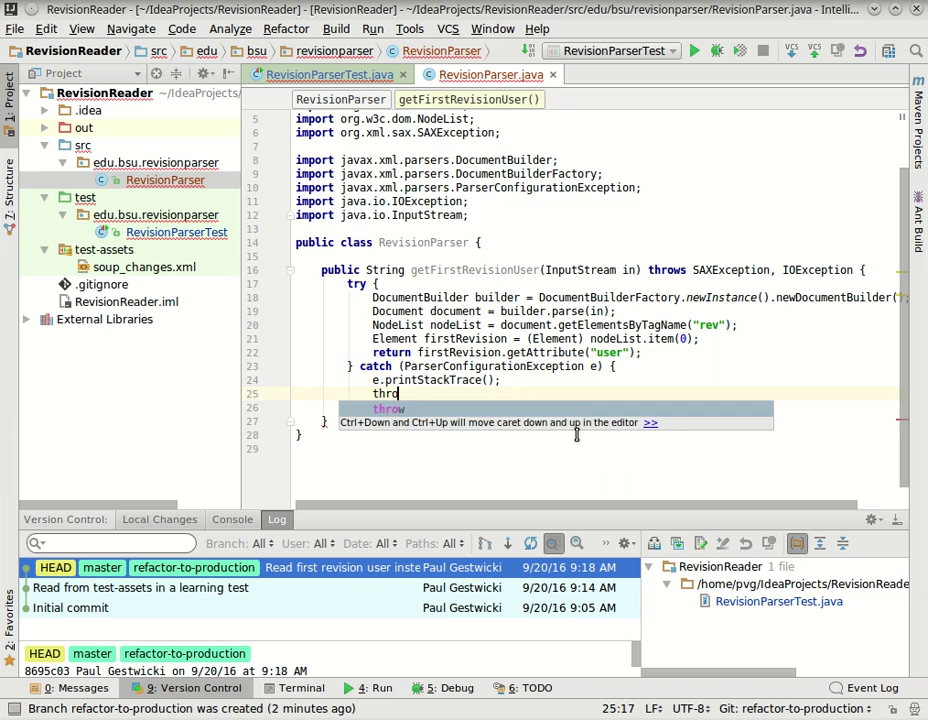 RevisionReader - [~/IdeaProjects/RevisionReader] - [RevisionReader] - ~/IdeaProjects/RevisionReader/src/edu/bsu/revisionparser/RevisionParser.java - Intelli...
File Edit View Navigate Code Analyze Refactor Build Run Tools VCS Window Help
RevisionReader src edu bsu revisionparser RevisionParser RevisionParserTest VCS VCS
Project RevisionParserTest.java RevisionParser.java
RevisionReader ~/IdeaProjects/
.idea
out
src
edu.bsu.revisionparser
RevisionParser
test
edu.bsu.revisionparser
RevisionParserTest
test-assets
soup_changes.xml
.gitignore
RevisionReader.iml
External Libraries
1: Project
7: Structure
2: Favorites
RevisionParser getFirstRevisionUser()
5 import org.w3c.dom.NodeList;
6 import org.xml.sax.SAXException;
7
8 import javax.xml.parsers.DocumentBuilder;
9 import javax.xml.parsers.DocumentBuilderFactory;
10 import javax.xml.parsers.ParserConfigurationException;
11 import java.io.IOException;
12 import java.io.InputStream;
13
14 public class RevisionParser {
15
16 public String getFirstRevisionUser(InputStream in) throws SAXException, IOException {
17 try {
18 DocumentBuilder builder = DocumentBuilderFactory.newInstance().newDocumentBuilder(
19 Document document = builder.parse(in);
20 NodeList nodeList = document.getElementsByTagName("rev");
21 Element firstRevision = (Element) nodeList.item(0);
22 return firstRevision.getAttribute("user");
23 } catch (ParserConfigurationException e) {
24 e.printStackTrace();
25 thro
26 throw
27 } Ctrl+Down and Ctrl+Up will move caret down and up in the editor >>
28 }
29
Maven Projects
Ant Build
Version Control: Local Changes Console Log
Branch: All User: All Date: All Paths: All
HEAD master refactor-to-production Read first revision user inste Paul Gestwicki 9/20/16 9:18 AM
Read from test-assets in a learning test Paul Gestwicki 9/20/16 9:14 AM
Initial commit Paul Gestwicki 9/20/16 9:05 AM
HEAD master refactor-to-production
8695c03 Paul Gestwicki on 9/20/16 at 9:18 AM
RevisionReader 1 file
/home/pvg/IdeaProjects/RevisionReade
RevisionParserTest.java
0: Messages 9: Version Control Terminal 4: Run 5: Debug 6: TODO Event Log
Branch refactor-to-production was created (2 minutes ago) 25:17 LF UTF-8 Git: refactor-to-production